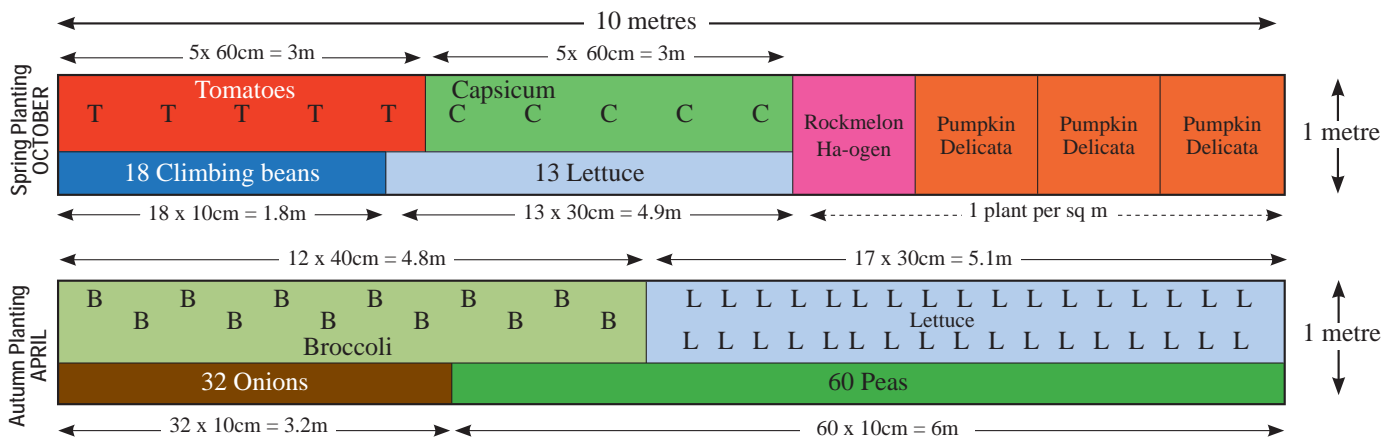 10 metres
5x 60cm = 3m
5x 60cm = 3m
Spring Planting
OCTOBER
Tomatoes
T T T T T
Capsicum
C C C C C
Rockmelon
Ha-ogen
Pumpkin
Delicata
Pumpkin
Delicata
Pumpkin
Delicata
1 metre
18 Climbing beans
13 Lettuce
18 x 10cm = 1.8m
13 x 30cm = 4.9m
1 plant per sq m
12 x 40cm = 4.8m
17 x 30cm = 5.1m
Autumn Planting
APRIL
B B B B B B
B B B B B B
Broccoli
L L L L L L L L L L L L L L L L L
Lettuce
L L L L L L L L L L L L L L L L L
1 metre
32 Onions
60 Peas
32 x 10cm = 3.2m
60 x 10cm = 6m